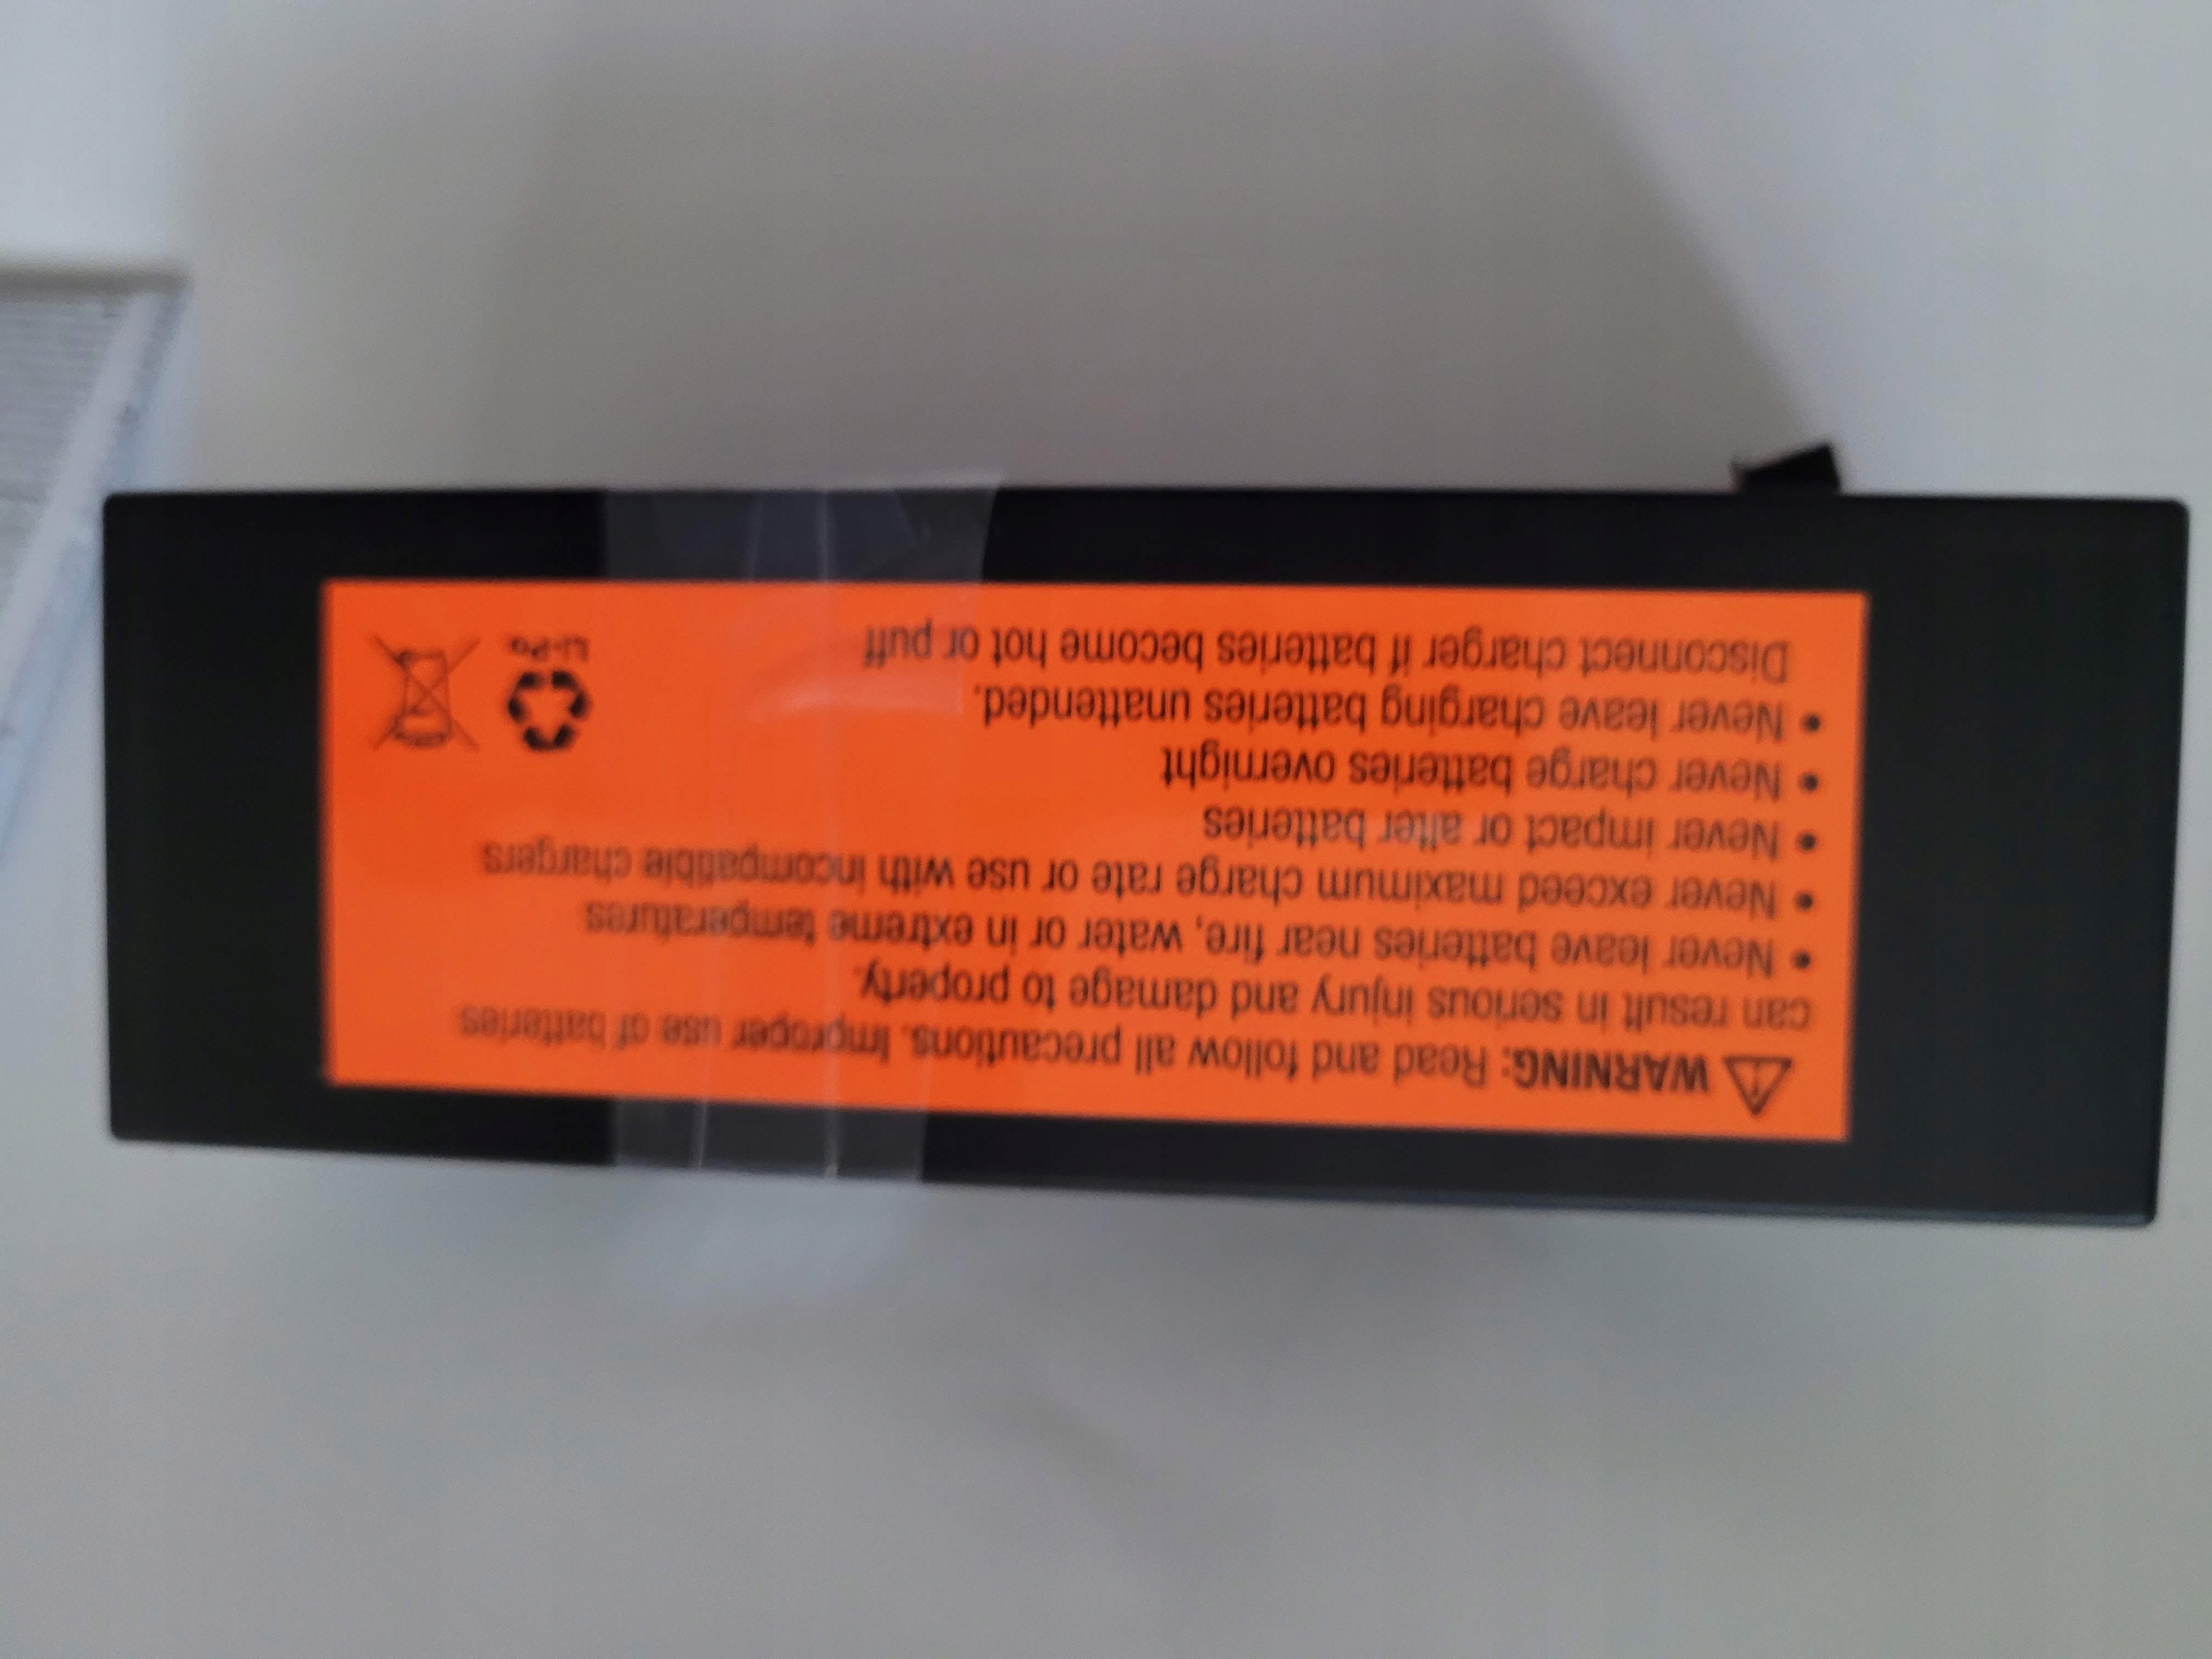 WARNING: Read and follow all precautions. Improper use of batteries
can result in serious injury and damage to property.
• Never leave batteries near fire, water or in extreme temperatures
• Never exceed maximum charge rate or use with incompatible chargers
• Never impact or alter batteries
• Never charge batteries overnight
• Never leave charging batteries unattended.
Disconnect charger if batteries become hot or puff
Li-Po